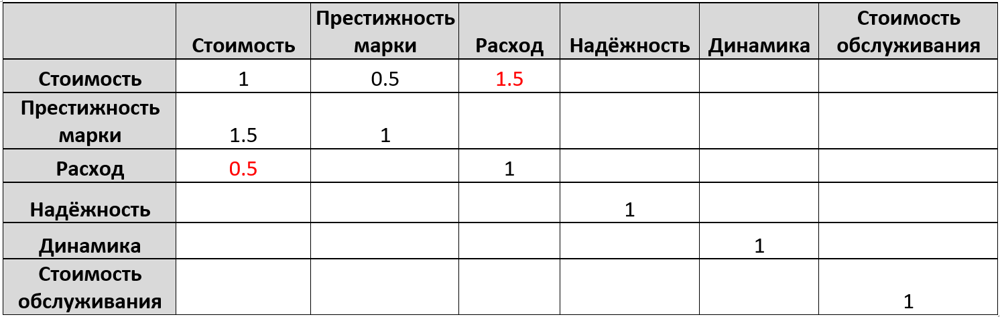 Стоимость Престижность марки Расход Надёжность Динамика Стоимость обслуживания
Стоимость 1 0.5 1.5
Престижность марки 1.5 1
Расход 0.5 1
Надёжность 1
Динамика 1
Стоимость обслуживания 1